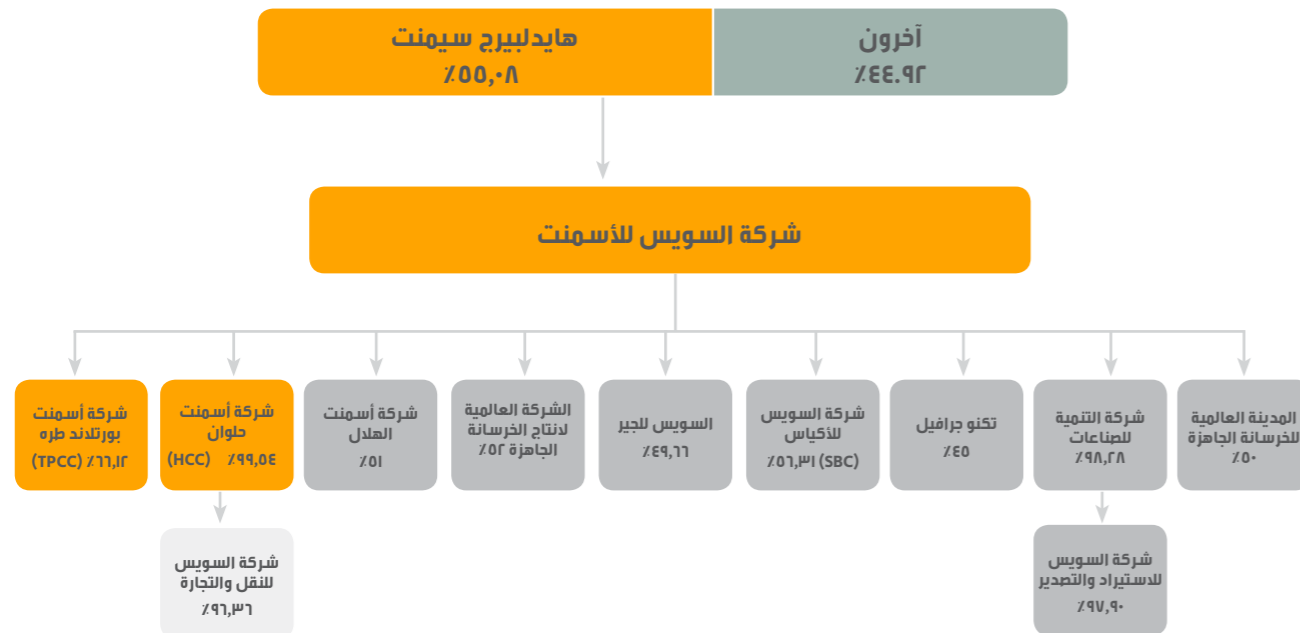 آخرون
٪٤٤.٩٢
هايدلبيرج سيمنت
٪٥٥,٠٨
شركة السويس للأسمنت
المدينة العالمية
للخرسانة الجاهزة
٪٥٠
شركة التنمية
للصناعات
٪٩٨,٢٨
تكنو جرافيل
٪٤٥
شركة السويس
للأكياس
(SBC) ٪٥٦,٣١
السويس للجير
٪٤٩,٦٦
الشركة العالمية
لانتاج الخرسانة
الجاهزة ٪٥٢
شركة أسمنت
الهلال
٪٥١
شركة أسمنت
حلوان
٪٩٩,٥٤ (HCC)
شركة أسمنت
بورتلاند طره
٪٦٦,١٢ (TPCC)
شركة السويس
للاستيراد والتصدير
٪٩٧,٩٠
شركة السويس
للنقل والتجارة
٪٩٦,٣٦